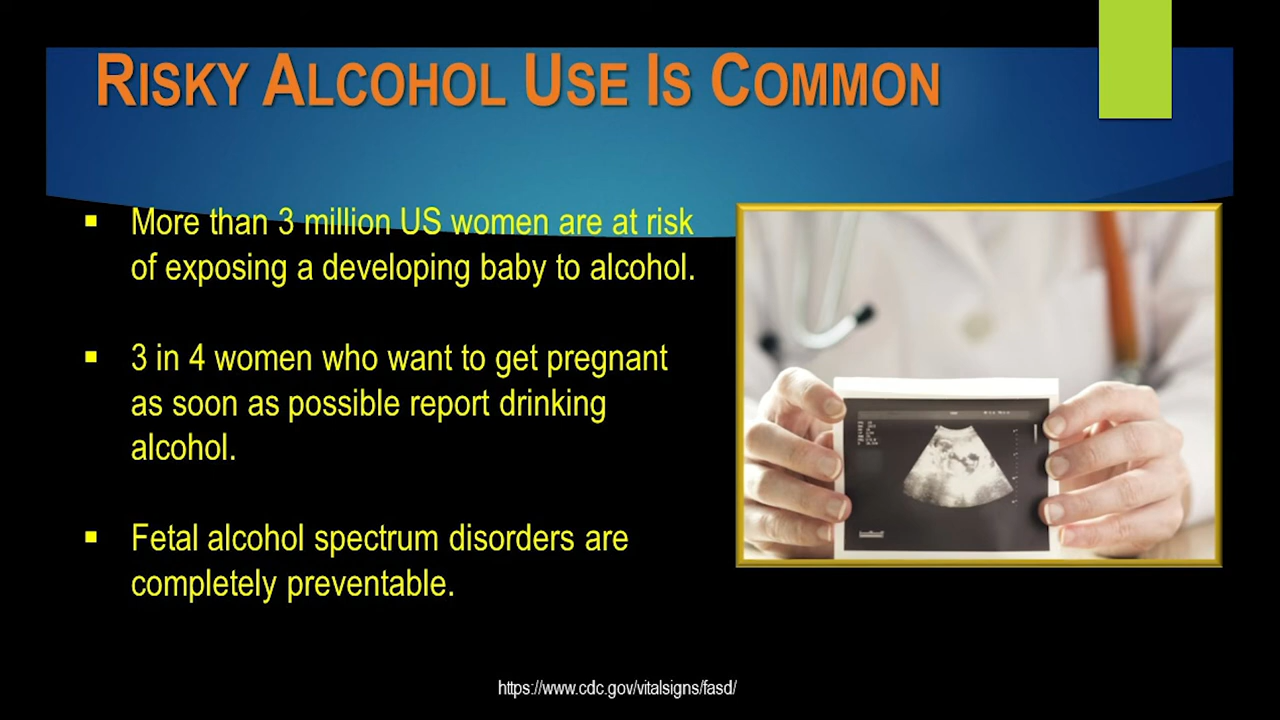 RISKY ALCOHOL USE IS COMMON
▪ More than 3 million US women are at risk
of exposing a developing baby to alcohol.
▪ 3 in 4 women who want to get pregnant
as soon as possible report drinking
alcohol.
▪ Fetal alcohol spectrum disorders are
completely preventable.
https://www.cdc.gov/vitalsigns/fasd/